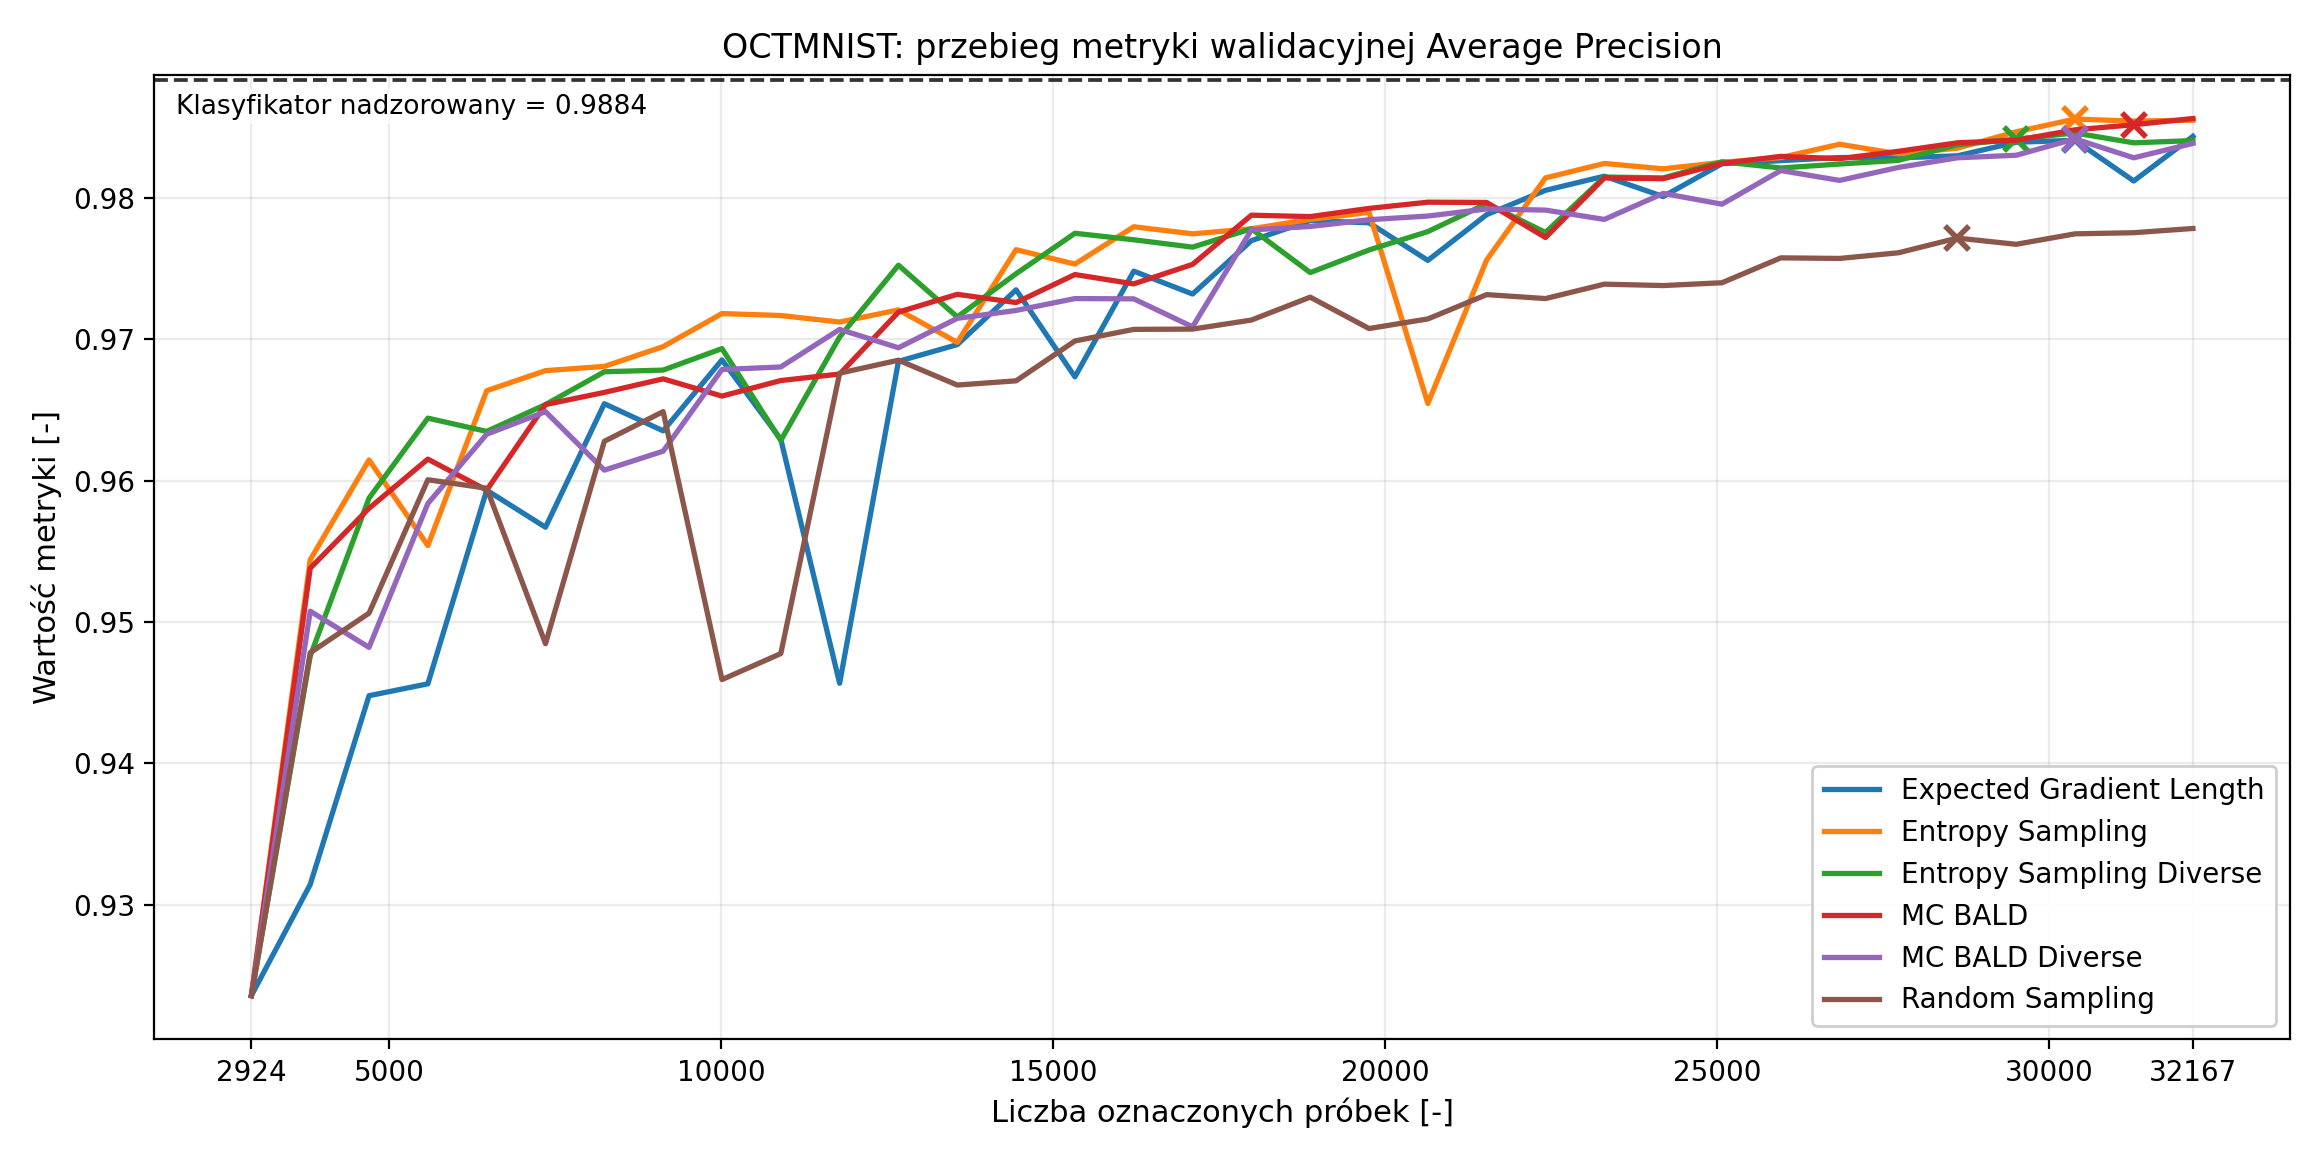 OCTMNIST: przebieg metryki walidacyjnej Average Precision
Klasyfikator nadzorowany = 0.9884
Wartość metryki [-]
0.98
0.97
0.96
0.95
0.94
0.93
Expected Gradient Length
Entropy Sampling
Entropy Sampling Diverse
MC BALD
MC BALD Diverse
Random Sampling
2924 5000 10000 15000 20000 25000 30000 32167
Liczba oznaczonych próbek [-]